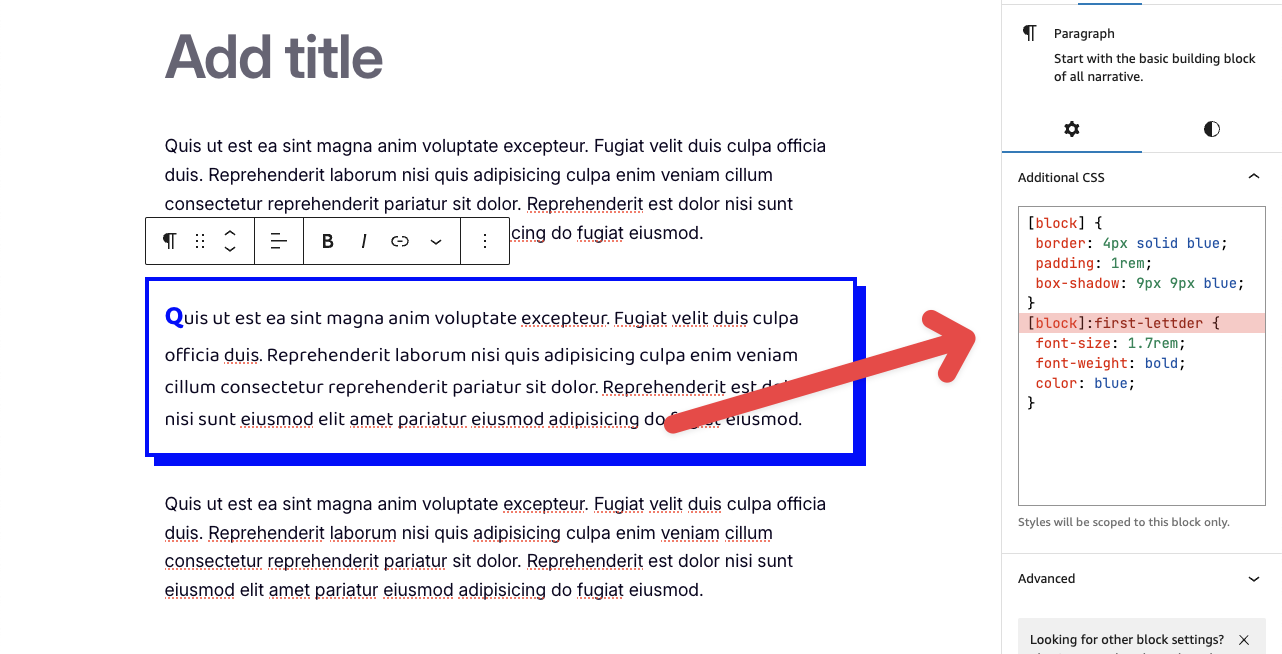 Add title
Quis ut est ea sint magna anim voluptate excepteur. Fugiat velit duis culpa officia
duis. Reprehenderit laborum nisi quis adipisicing culpa enim veniam cillum
consectetur reprehenderit pariatur sit dolor. Reprehenderit est dolor nisi sunt
cing do fugiat eiusmod.
B I
Quis ut est ea sint magna anim voluptate excepteur. Fugiat velit duis culpa
officia duis. Reprehenderit laborum nisi quis adipisicing culpa enim veniam
cillum consectetur reprehenderit pariatur sit dolor. Reprehenderit est
nisi sunt eiusmod elit amet pariatur eiusmod adipisicing do fugiat eiusmod.
Quis ut est ea sint magna anim voluptate excepteur. Fugiat velit duis culpa officia
duis. Reprehenderit laborum nisi quis adipisicing culpa enim veniam cillum
consectetur reprehenderit pariatur sit dolor. Reprehenderit est dolor nisi sunt
eiusmod elit amet pariatur eiusmod adipisicing do fugiat eiusmod.
Paragraph
Start with the basic building block
of all narrative.
Additional CSS
[block] {
border: 4px solid blue;
padding: 1rem;
box-shadow: 9px 9px blue;
}
[block]:first-lettder {
font-size: 1.7rem;
font-weight: bold;
color: blue;
}
Styles will be scoped to this block only.
Advanced
Looking for other block settings?